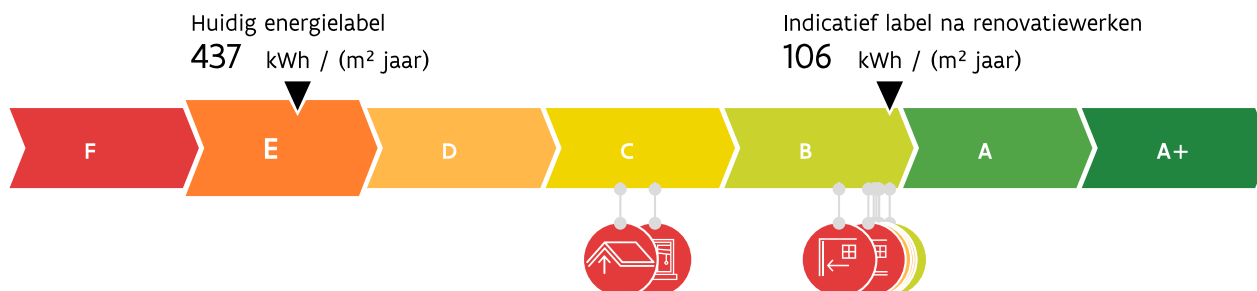 Huidig energielabel
437 kWh / (m² jaar)
Indicatief label na renovatiewerken
106 kWh / (m² jaar)
F E D C B A A+